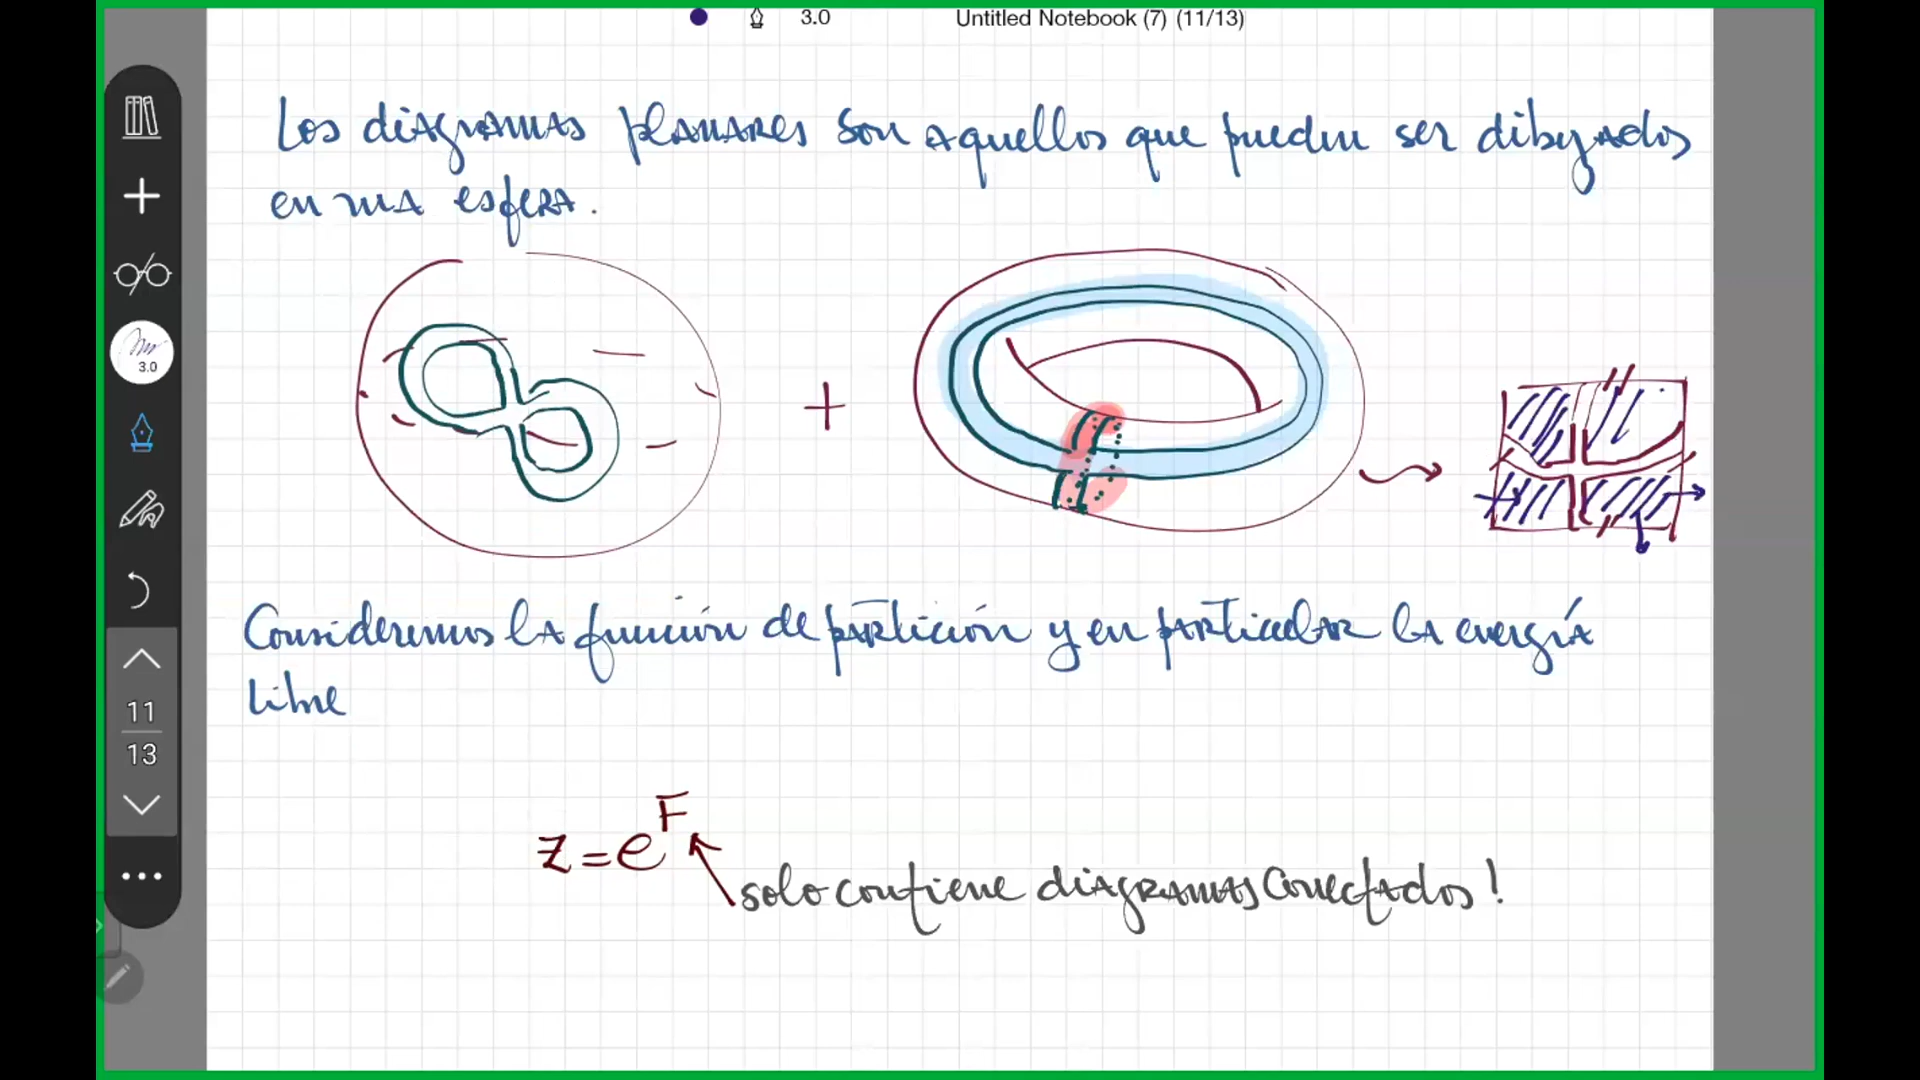 3.0
Untitled Notebook (7) (11/13)
Los diagramas planares son aquellos que pueden ser dibujados
en una esfera.
+
3.0
Consideremos la función de partición y en particular la energía
libre
11
13
Z = e^F
solo contiene diagramas conectados!